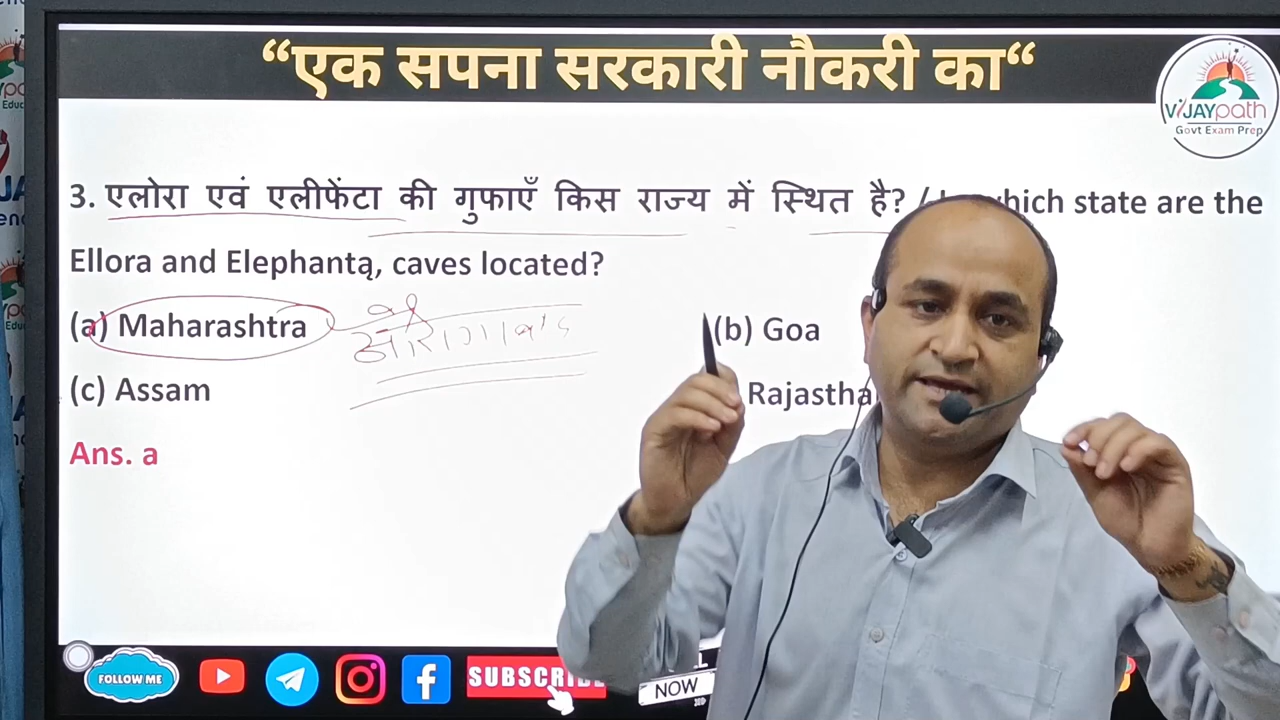 “एक सपना सरकारी नौकरी का“
VIJAYpath
Govt Exam Prep
3. एलोरा एवं एलीफेंटा की गुफाएँ किस राज्य में स्थित है? / which state are the
Ellora and Elephanta, caves located?
(a) Maharashtra
औरंगाबाद
(b) Goa
(c) Assam
Rajastha
Ans. a
FOLLOW ME
SUBSCRIBE
NOW